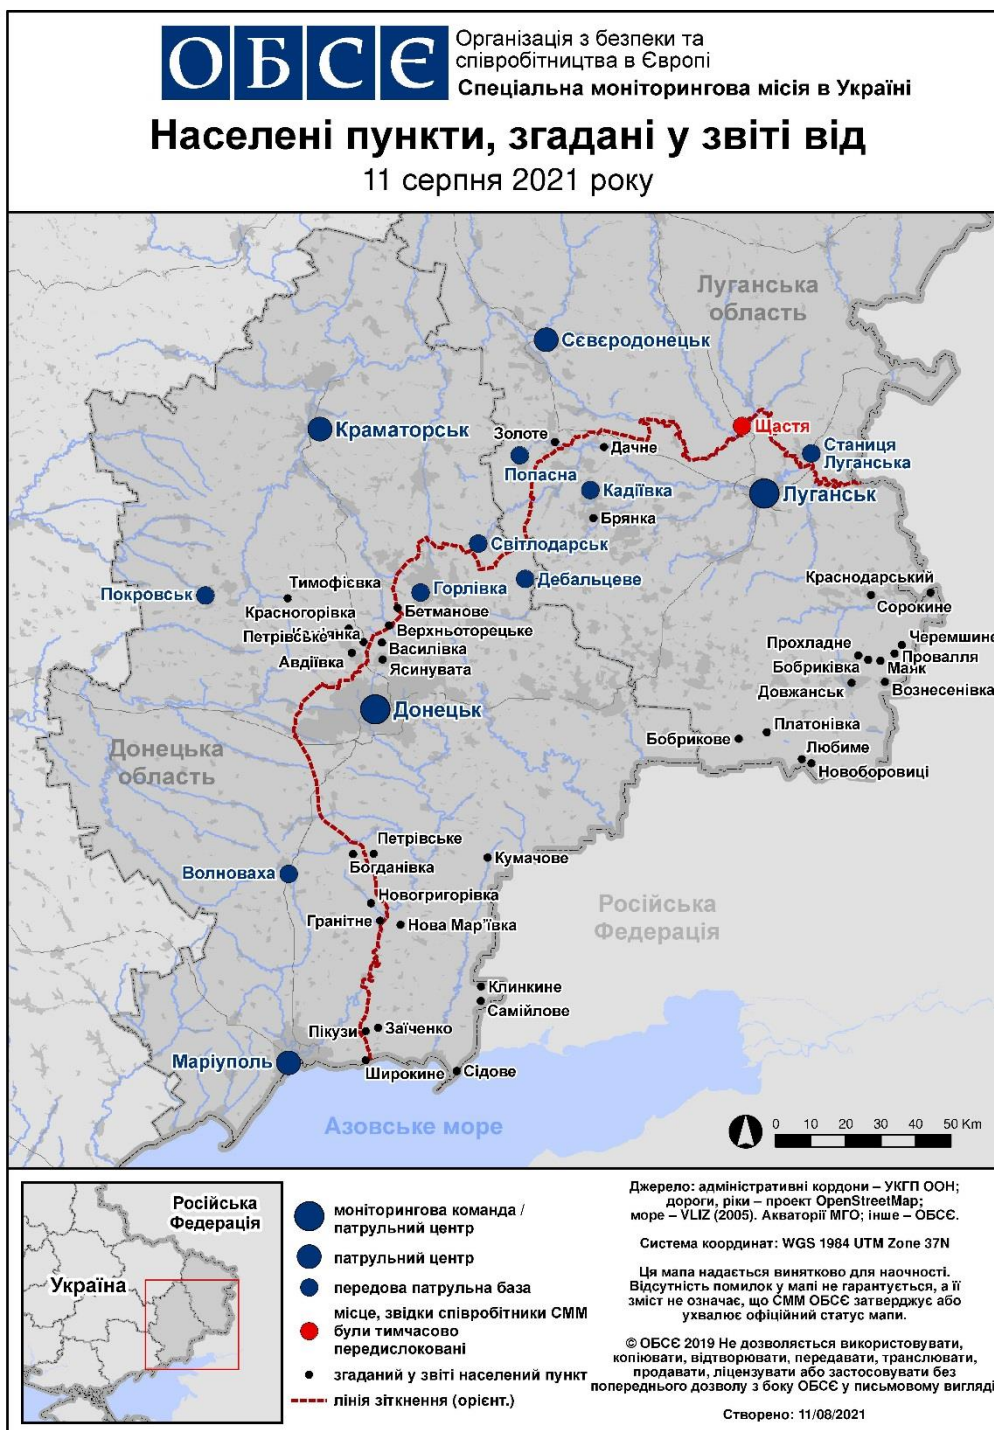 ОБСЄ
Організація з безпеки та
співробітництва в Європі
Спеціальна моніторингова місія в Україні
Населені пункти, згадані у звіті від
11 серпня 2021 року
Луганська
область
Сєвєродонецьк
Щастя
Краматорськ
Золоте
Дачне
Станиця
Луганська
Попасна
Кадіївка
Луганськ
Брянка
Світлодарськ
Тимофіївка
Горлівка
Дебальцеве
Краснодарський
Покровськ
Сорокине
Красногорівка
Бетмановe
Верхньоторецьке
Петрівське
Василівка
Черемшине
Прохладне
Провалля
Авдіївка
Ясинувата
Бобриківка
Маяк
Довжанськ
Вознесенівка
Донецьк
Платонівка
Бобрикове
Любиме
Новоборовиці
Донецька
область
Петрівське
Богданівка
Кумачове
Волноваха
Новогригорівка
Гранітне
Нова Мар'ївка
Російська
Федерація
Клинкине
Самійлове
Пікузи
Заїченко
Маріуполь
Широкине
Сідове
Азовське море
0 10 20 30 40 50 Km
Російська
Федерація
Україна
моніторингова команда /
патрульний центр
патрульний центр
передова патрульна база
місце, звідки співробітники СММ
були тимчасово
передислоковані
згаданий у звіті населений пункт
лінія зіткнення (орієнт.)
Джерело: адміністративні кордони – УКГП ООН;
дороги, ріки – проект OpenStreetMap;
море – VLIZ (2005). Акваторії МГО; інше – ОБСЄ.
Система координат: WGS 1984 UTM Zone 37N
Ця мапа надається винятково для наочності.
Відсутність помилок у мапі не гарантується, а її
зміст не означає, що СММ ОБСЄ затверджує або
ухвалює офіційний статус мапи.
© ОБСЄ 2019 Не дозволяється використовувати,
копіювати, відтворювати, передавати, транслювати,
продавати, ліцензувати або застосовувати без
попереднього дозволу з боку ОБСЄ у письмовому вигляді
Створено: 11/08/2021